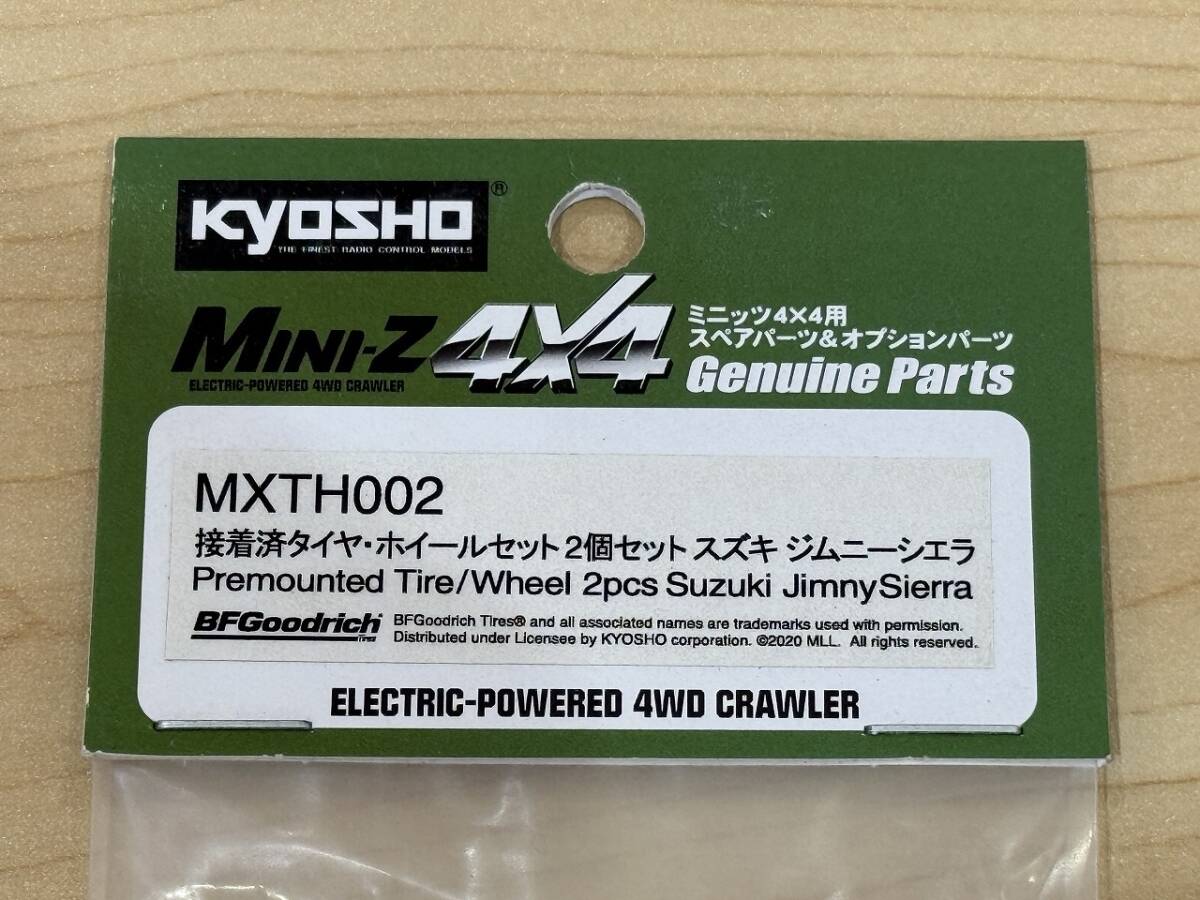 KYOSHO®
THE FINEST RADIO CONTROL MODELS
MINI-Z 4×4
ELECTRIC-POWERED 4WD CRAWLER
ミニッツ4×4用
スペアパーツ&オプションパーツ
Genuine Parts
MXTH002
接着済タイヤ・ホイールセット2個セット スズキ ジムニーシエラ
Premounted Tire/Wheel 2pcs Suzuki JimnySierra
BFGoodrich Tires
BFGoodrich Tires® and all associated names are trademarks used with permission.
Distributed under Licensee by KYOSHO corporation. ©2020 MLL. All rights reserved.
ELECTRIC-POWERED 4WD CRAWLER